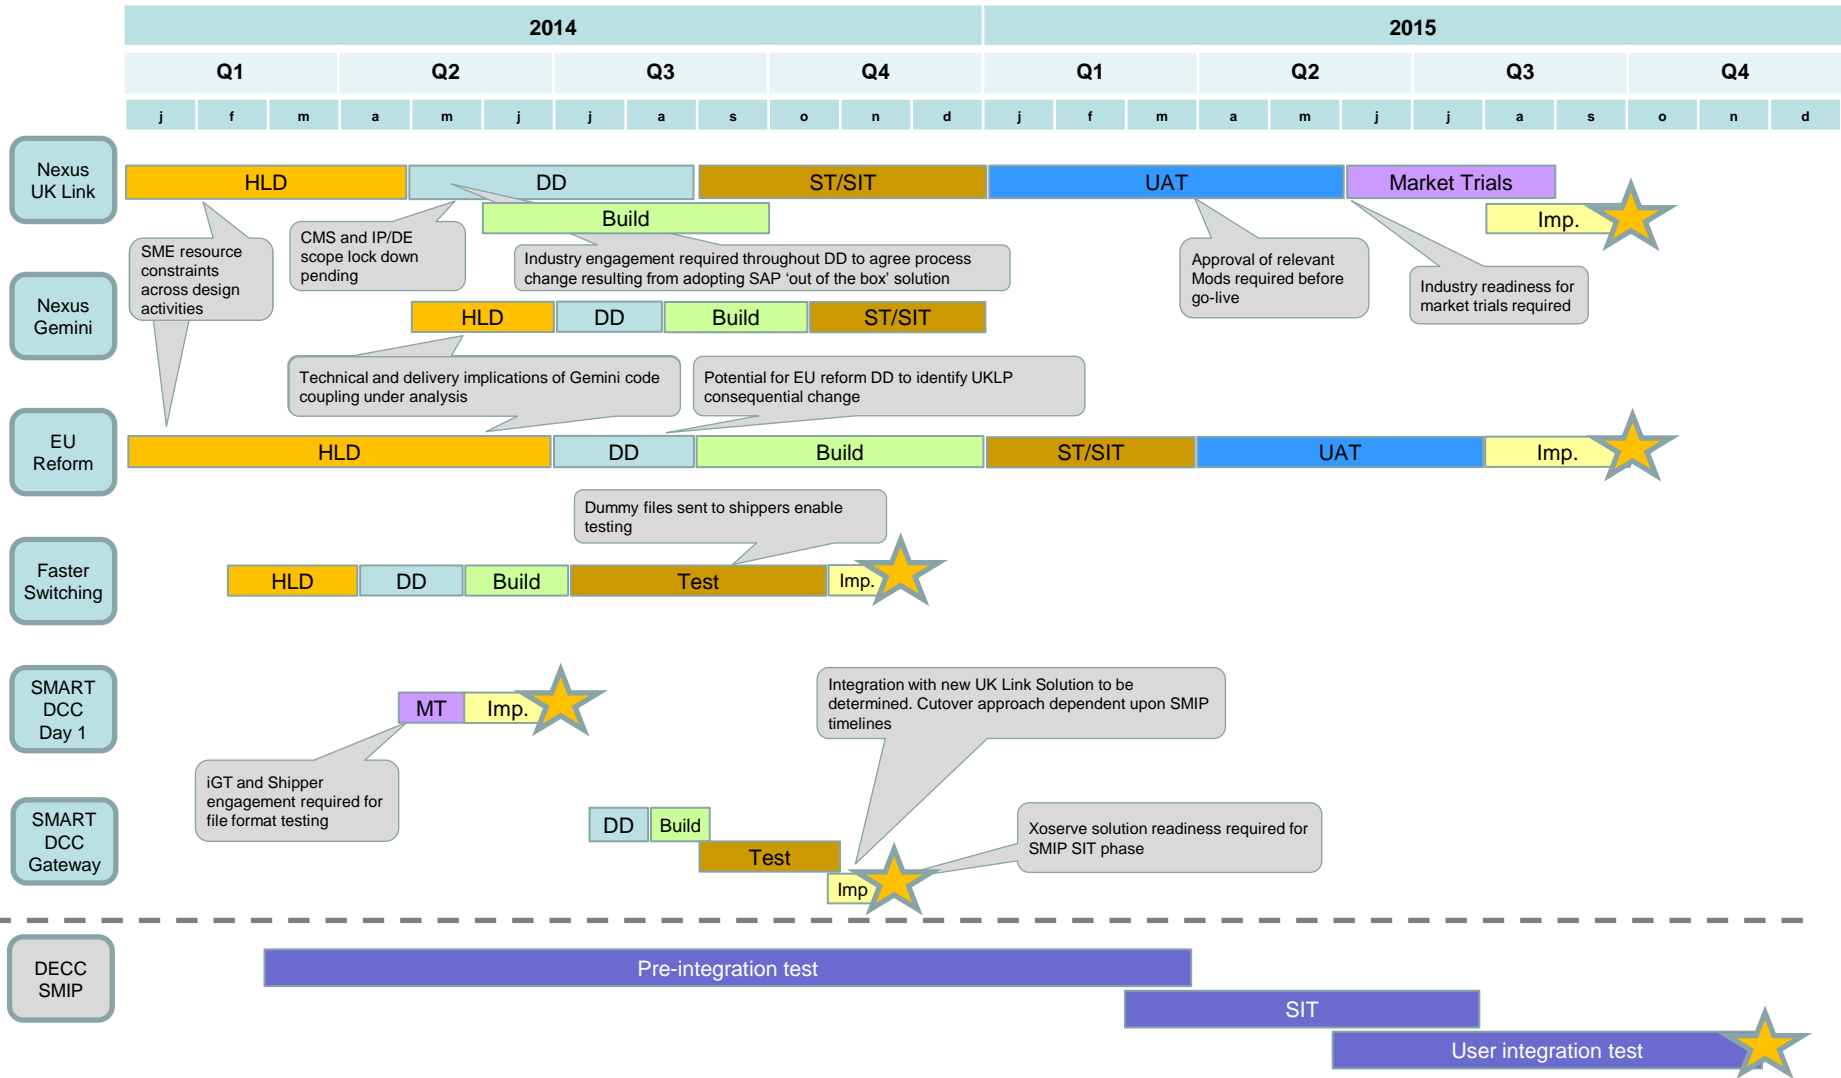 2014
2015
Q1
Q2
Q3
Q4
Q1
Q2
Q3
Q4
j
f
m
a
m
j
j
a
s
o
n
d
j
f
m
a
m
j
j
a
s
o
n
d
Nexus
UK Link
HLD
DD
ST/SIT
UAT
Market Trials
Build
Imp.
SME resource
constraints
across design
activities
CMS and IP/DE
scope lock down
pending
Industry engagement required throughout DD to agree process
change resulting from adopting SAP ‘out of the box’ solution
Approval of relevant
Mods required before
go-live
Industry readiness for
market trials required
Nexus
Gemini
HLD
DD
Build
ST/SIT
Technical and delivery implications of Gemini code
coupling under analysis
Potential for EU reform DD to identify UKLP
consequential change
EU
Reform
HLD
DD
Build
ST/SIT
UAT
Imp.
Dummy files sent to shippers enable
testing
Faster
Switching
HLD
DD
Build
Test
Imp.
SMART
DCC
Day 1
MT
Imp.
Integration with new UK Link Solution to be
determined. Cutover approach dependent upon SMIP
timelines
iGT and Shipper
engagement required for
file format testing
SMART
DCC
Gateway
DD
Build
Test
Imp
Xoserve solution readiness required for
SMIP SIT phase
DECC
SMIP
Pre-integration test
SIT
User integration test